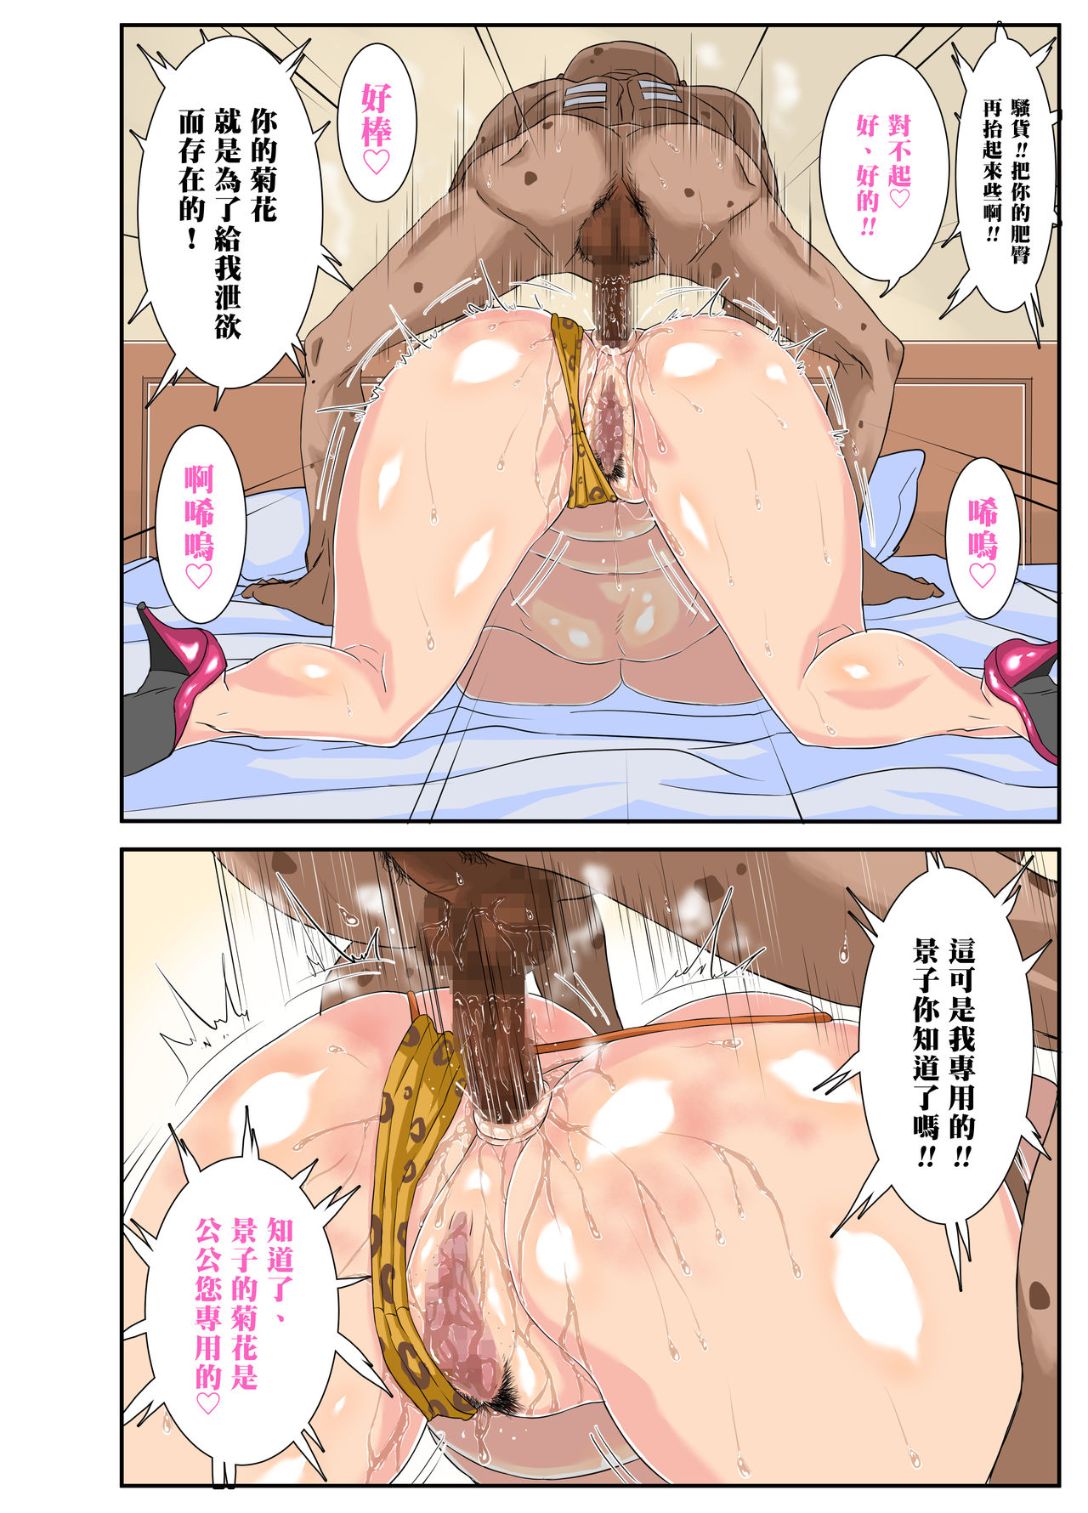 騷貨!!把你的肥臀
再抬起來些啊!!
對不起♡
好、好的!!
好棒♡
你的菊花
就是為了給我泄欲
而存在的！
唏嗚♡
啊唏嗚♡
這可是我專用的!!
景子你知道了嗎!!
知道了、
景子的菊花是
公公您專用的♡